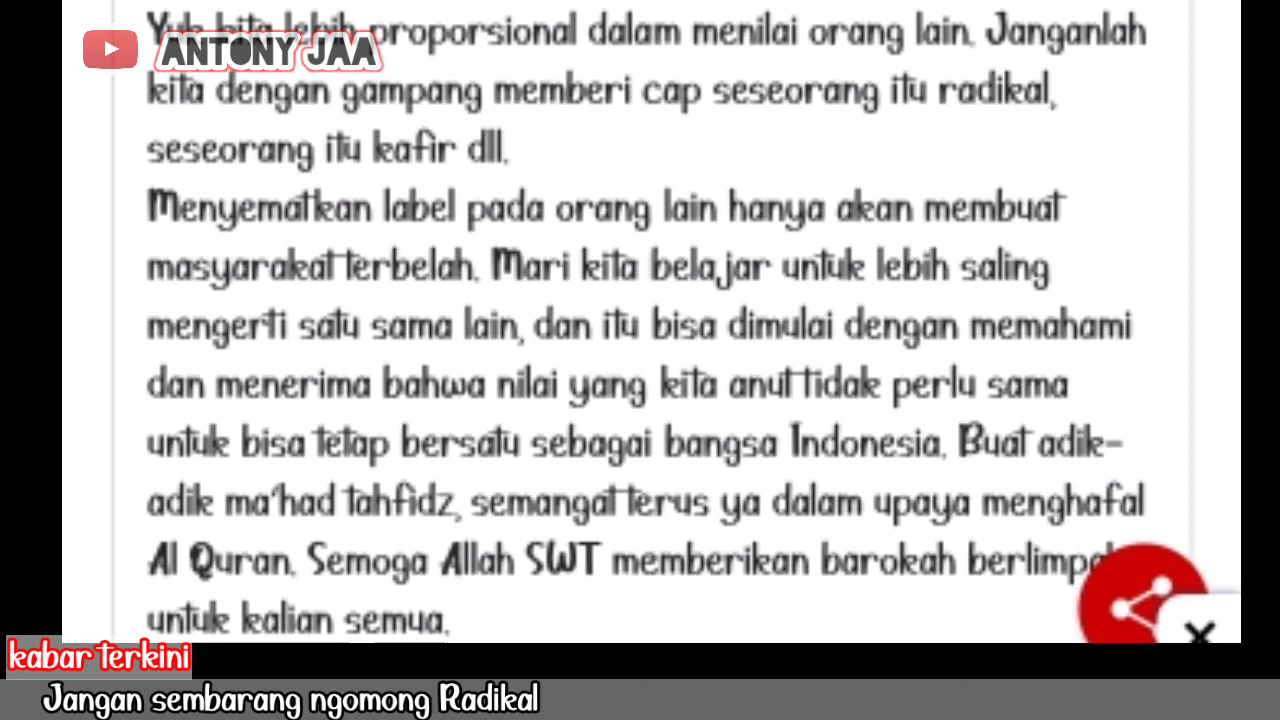 Yuk kita lebih proporsional dalam menilai orang lain. Janganlah
ANTONY JAA
kita dengan gampang memberi cap seseorang itu radikal,
seseorang itu kafir dll.
Menyematkan label pada orang lain hanya akan membuat
masyarakat terbelah. Mari kita belajar untuk lebih saling
mengerti satu sama lain, dan itu bisa dimulai dengan memahami
dan menerima bahwa nilai yang kita anut tidak perlu sama
untuk bisa tetap bersatu sebagai bangsa Indonesia. Buat adik-
adik ma'had tahfidz, semangat terus ya dalam upaya menghafal
Al Quran. Semoga Allah SWT memberikan barokah
untuk kalian semua.
kabar terkini
Jangan sembarang ngomong Radikal